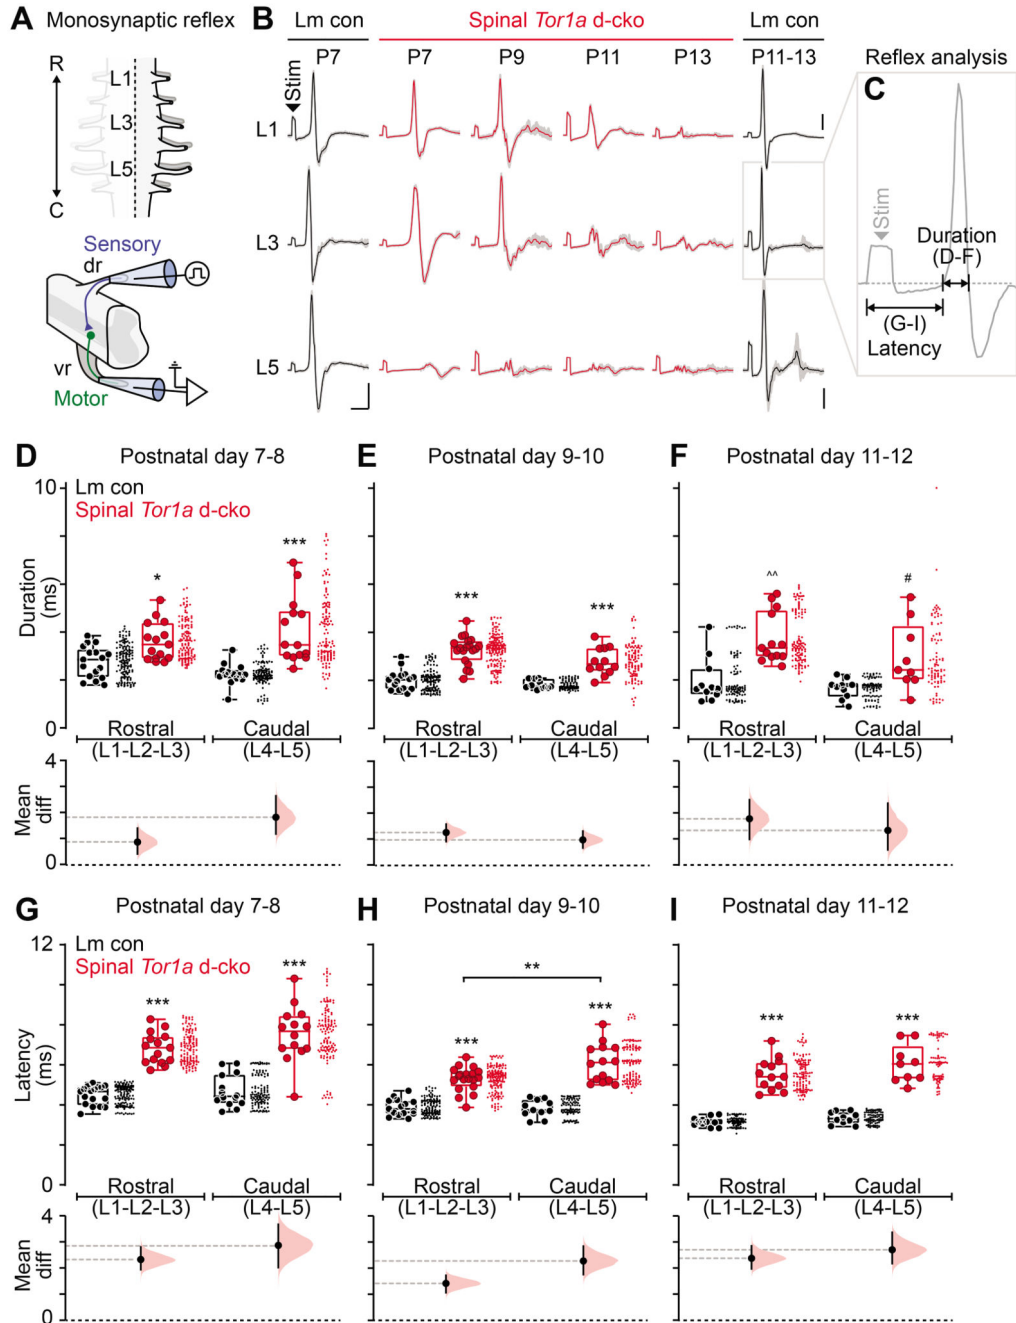 A Monosynaptic reflex
R
L1
L3
L5
C
Sensory
dr
vr
Motor
B Lm con Spinal Tor1a d-cko Lm con
P7 P7 P9 P11 P13 P11-13
Stim
L1
L3
L5
Reflex analysis
C
Stim
Duration
(D-F)
(G-I)
Latency
D Postnatal day 7-8
E Postnatal day 9-10
F Postnatal day 11-12
10
Lm con
Spinal Tor1a d-cko
Duration
(ms)
0
* ***
*** ***
^^ #
Rostral Caudal Rostral Caudal Rostral Caudal
(L1-L2-L3) (L4-L5) (L1-L2-L3) (L4-L5) (L1-L2-L3) (L4-L5)
4
Mean
diff
0
G Postnatal day 7-8
H Postnatal day 9-10
I Postnatal day 11-12
12
Lm con
Spinal Tor1a d-cko
Latency
(ms)
0
*** ***
**
*** ***
*** ***
Rostral Caudal Rostral Caudal Rostral Caudal
(L1-L2-L3) (L4-L5) (L1-L2-L3) (L4-L5) (L1-L2-L3) (L4-L5)
4
Mean
diff
0